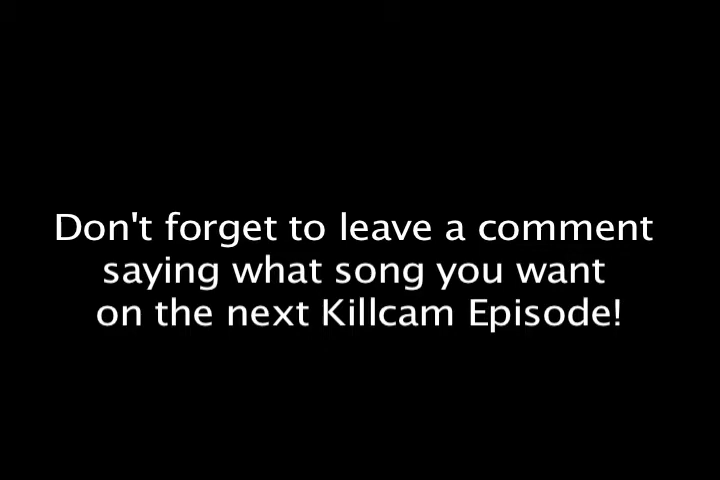 Don't forget to leave a comment
saying what song you want
on the next Killcam Episode!